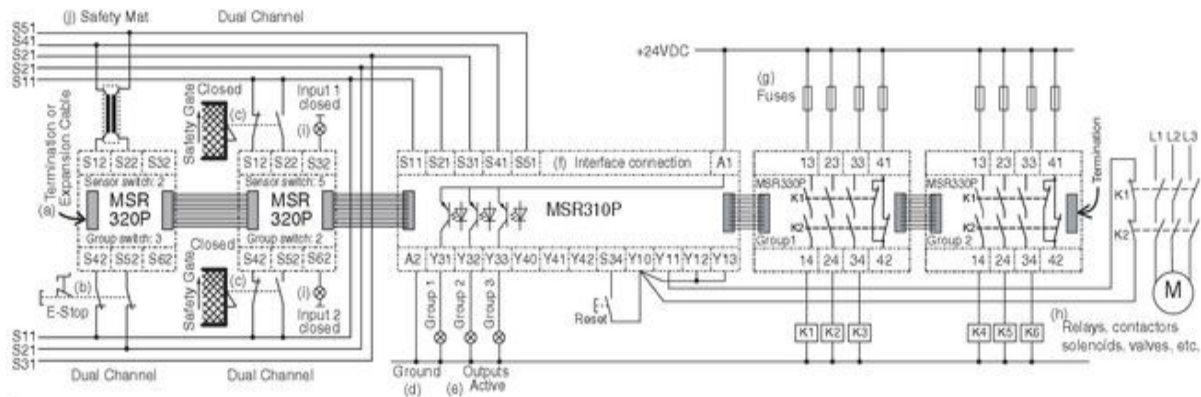 (j) Safety Mat
Dual Channel
S51
S41
S21
S21
S11
+24VDC
(g)
Fuses
Closed
Safety Gate
(c)
Input 1
closed
(i)
(a) Termination or
Expansion Cable
S12 S22 S32
Sensor switch: 2
MSR
320P
Group switch: 3
S42 S52 S62
S12 S22 S32
Sensor switch: 5
MSR
320P
Group switch: 2
S42 S52 S62
S11 S21 S31 S41 S51 (f) Interface connection A1
MSR310P
A2 Y31 Y32 Y33 Y40 Y41 Y42 S34 Y10 Y11 Y12 Y13
13 23 33 41
MSR330P
K1
K2
Group1
14 24 34 42
13 23 33 41
MSR330P
K1
K2
Group 2
14 24 34 42
Termination
L1 L2 L3
K1
K2
M
(b)
E-Stop
Closed
Safety Gate
(c)
(i)
Input 2
closed
Group 1
Group 2
Group 3
Reset
K1 K2 K3
K4 K5 K6
(h)
Relays, contactors
solenoids, valves, etc.
S11
S21
S31
Dual Channel
Dual Channel
Ground
(d)
(e)
Outputs
Active